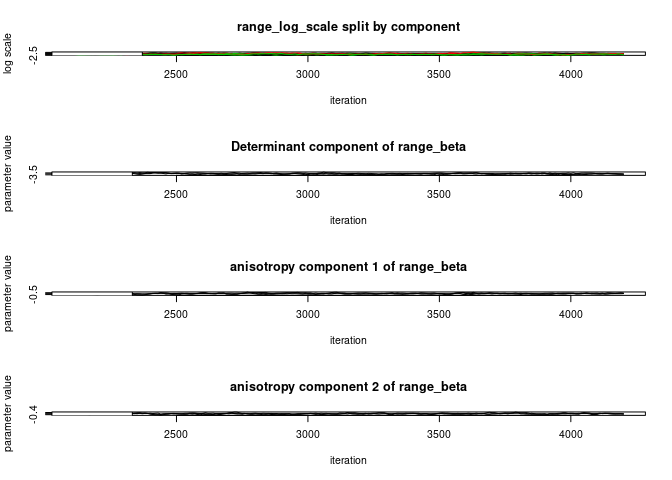 range_log_scale split by component
log scale
-2.5
2500 3000 3500 4000
iteration
Determinant component of range_beta
parameter value
-3.5
2500 3000 3500 4000
iteration
anisotropy component 1 of range_beta
parameter value
-0.5
2500 3000 3500 4000
iteration
anisotropy component 2 of range_beta
parameter value
-0.4
2500 3000 3500 4000
iteration